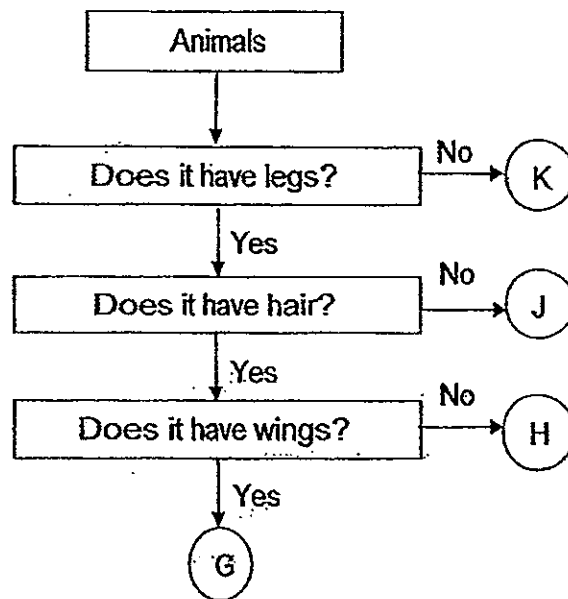 Animals
Does it have legs?
No
K
Yes
Does it have hair?
No
J
Yes
Does it have wings?
No
H
Yes
G